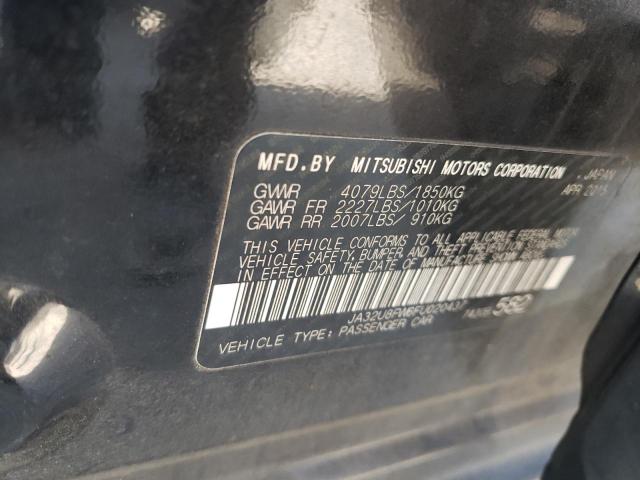 MFD.BY MITSUBISHI MOTORS CORPORATION , JAPAN
GVWR 4079LBS/1850KG APR 2015
GAWR FR 2227LBS/1010KG
GAWR RR 2007LBS/ 910KG
THIS VEHICLE CONFORMS TO ALL APPLICABLE FEDERAL MOTOR
VEHICLE SAFETY, BUMPER, AND THEFT PREVENTION STANDARDS
IN EFFECT ON THE DATE OF MANUFACTURE SHOWN ABOVE.
VEHICLE TYPE: PASSENGER CAR